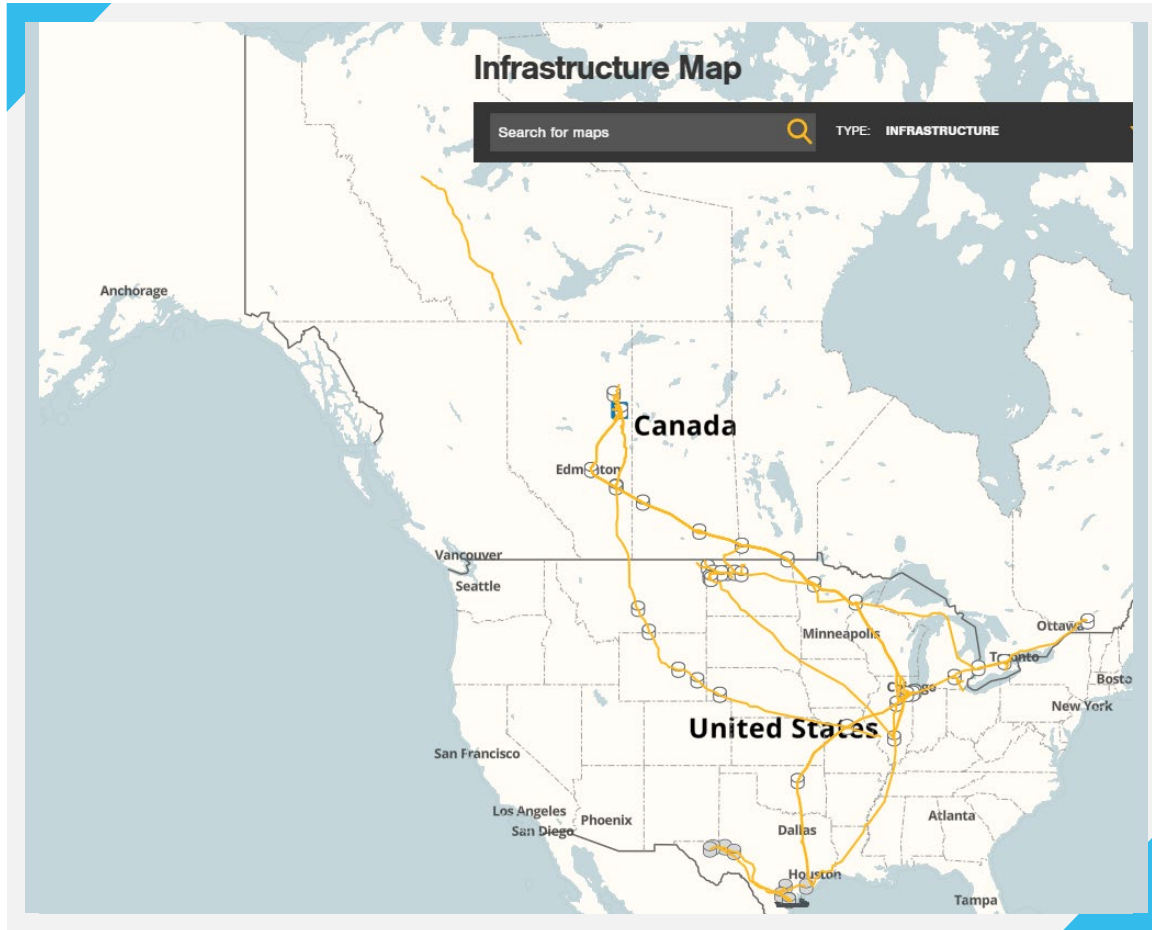 Infrastructure Map
Search for maps
TYPE: INFRASTRUCTURE
Anchorage
Canada
Edmonton
Vancouver
Seattle
Minneapolis
Ottawa
Toronto
Chicago
Bosto
New York
United States
San Francisco
Los Angeles
Phoenix
San Diego
Dallas
Atlanta
Houston
Tampa